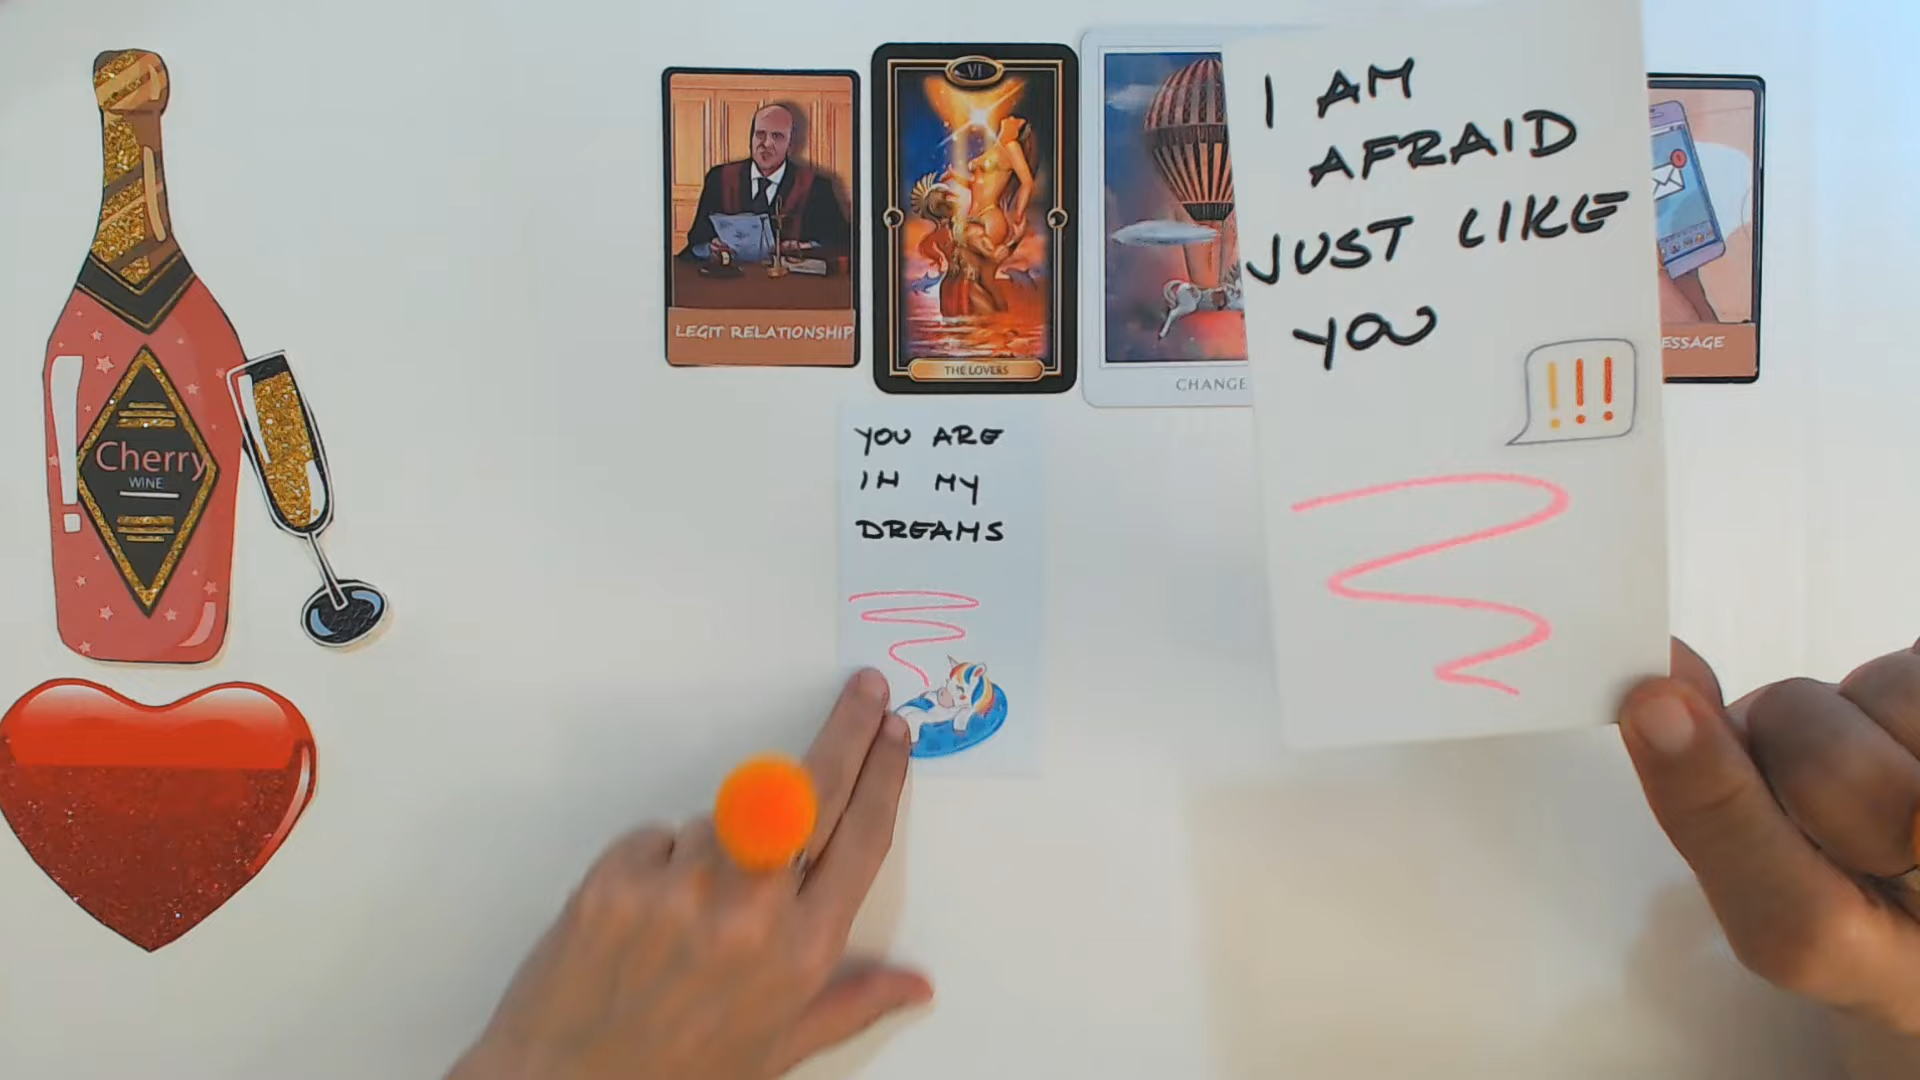 Cherry
WINE
LEGIT RELATIONSHIP
VI
THE LOVERS
CHANGE
I AM
AFRAID
JUST LIKE
YOU
!!!
ESSAGE
YOU ARE
IN MY
DREAMS